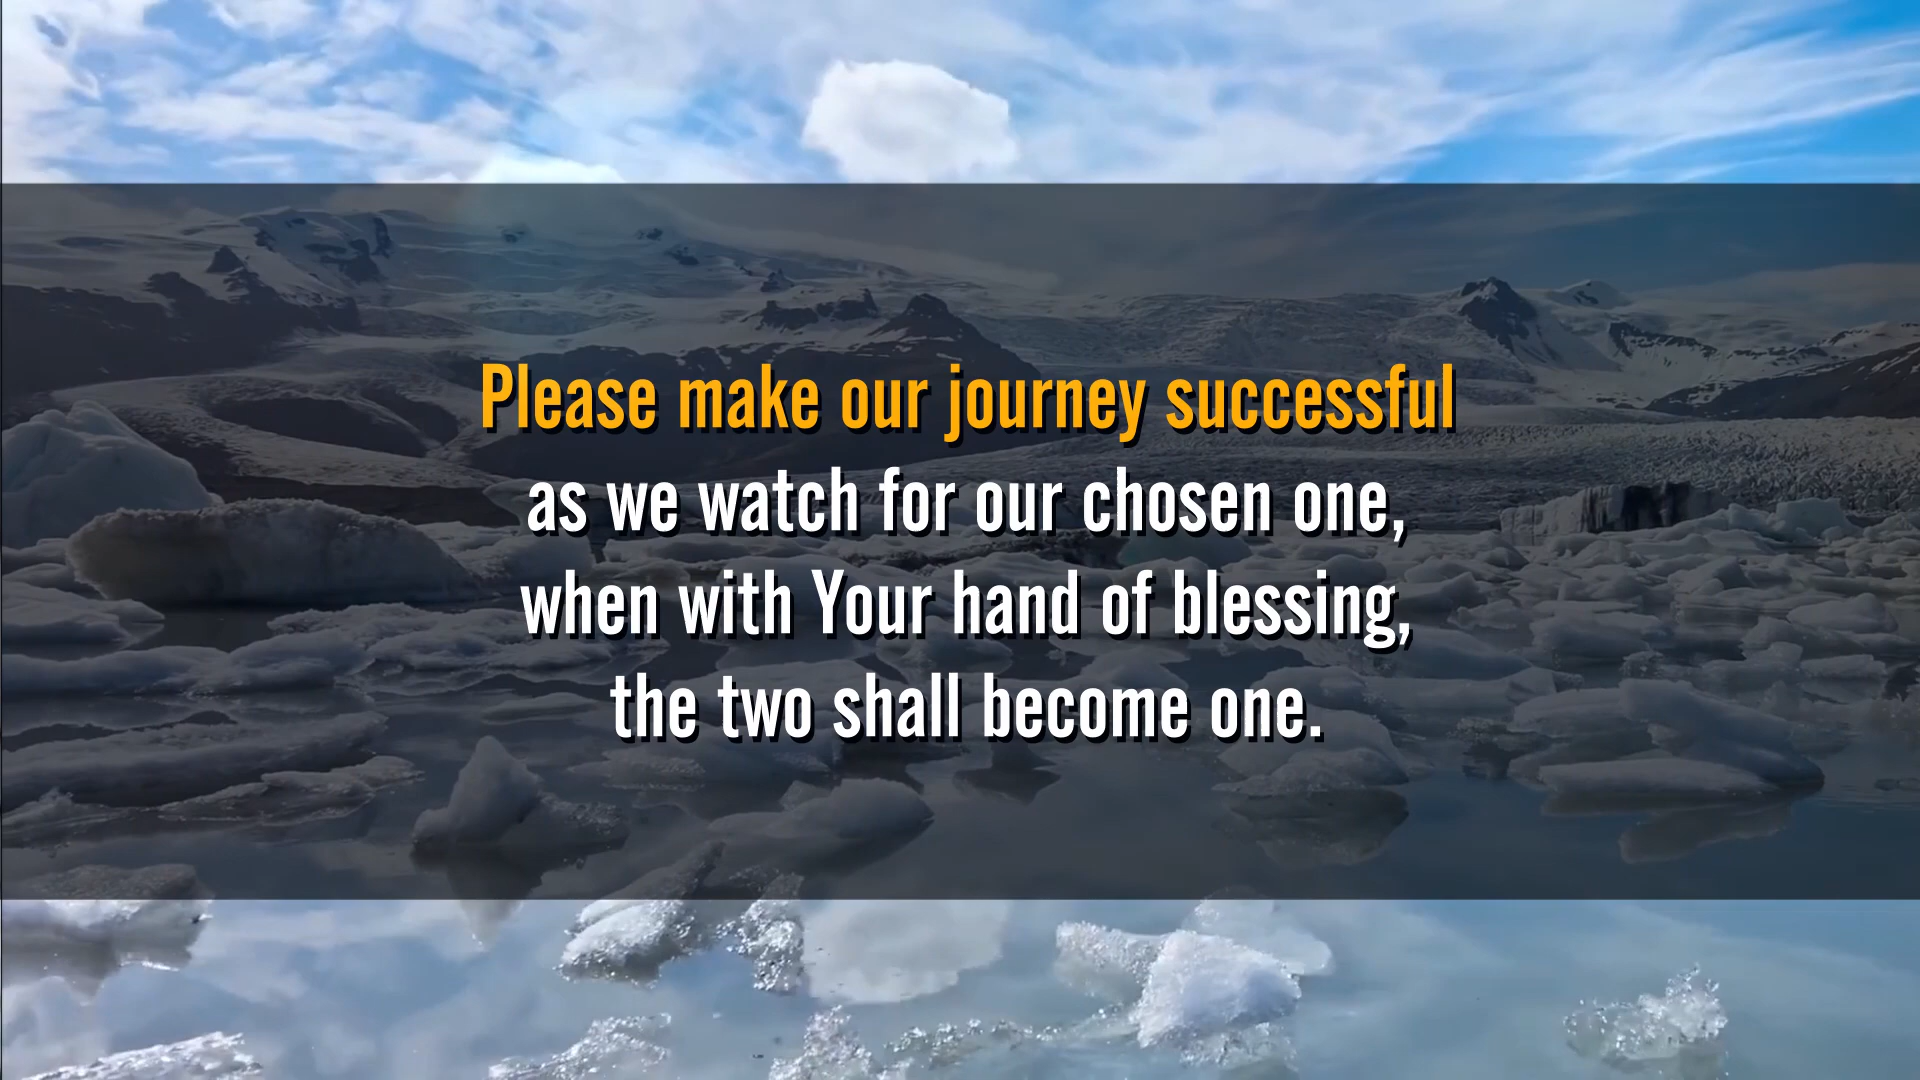 Please make our journey successful
as we watch for our chosen one,
when with Your hand of blessing,
the two shall become one.